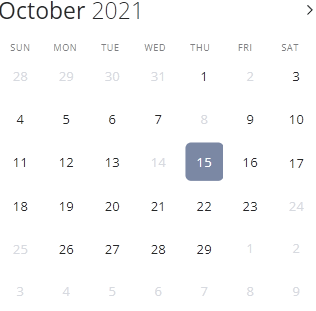 October 2021
SUN MON TUE WED THU FRI SAT
28 29 30 31 1 2 3
4 5 6 7 8 9 10
11 12 13 14 15 16 17
18 19 20 21 22 23 24
25 26 27 28 29 1 2
3 4 5 6 7 8 9